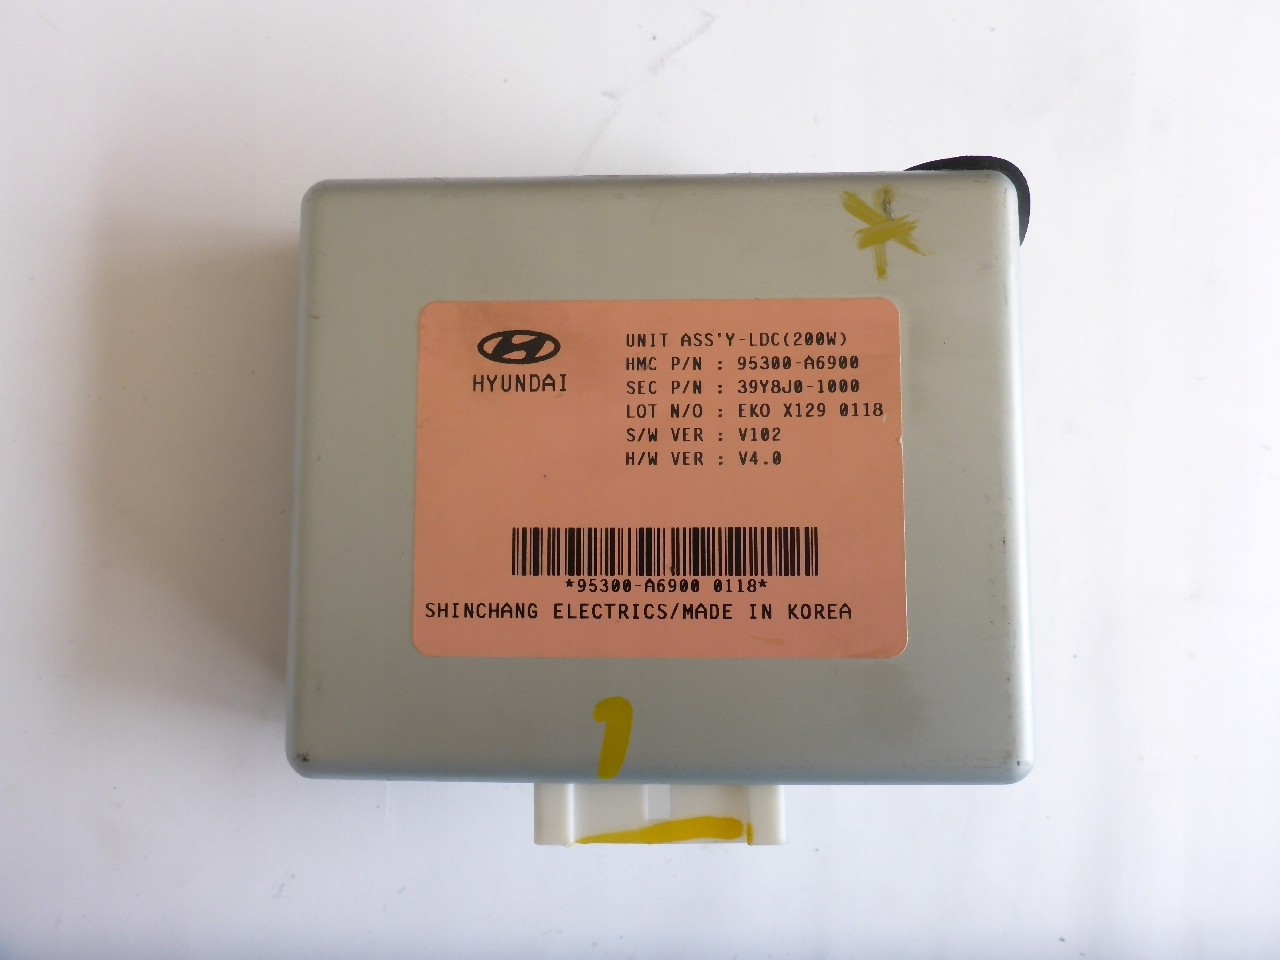 UNIT ASS'Y-LDC(200W)
HMC P/N : 95300-A6900
HYUNDAI
SEC P/N : 39Y8J0-1000
LOT N/O : EKO X129 0118
S/W VER : V102
H/W VER : V4.0
*95300-A6900 0118*
SHINCHANG ELECTRICS/MADE IN KOREA
1